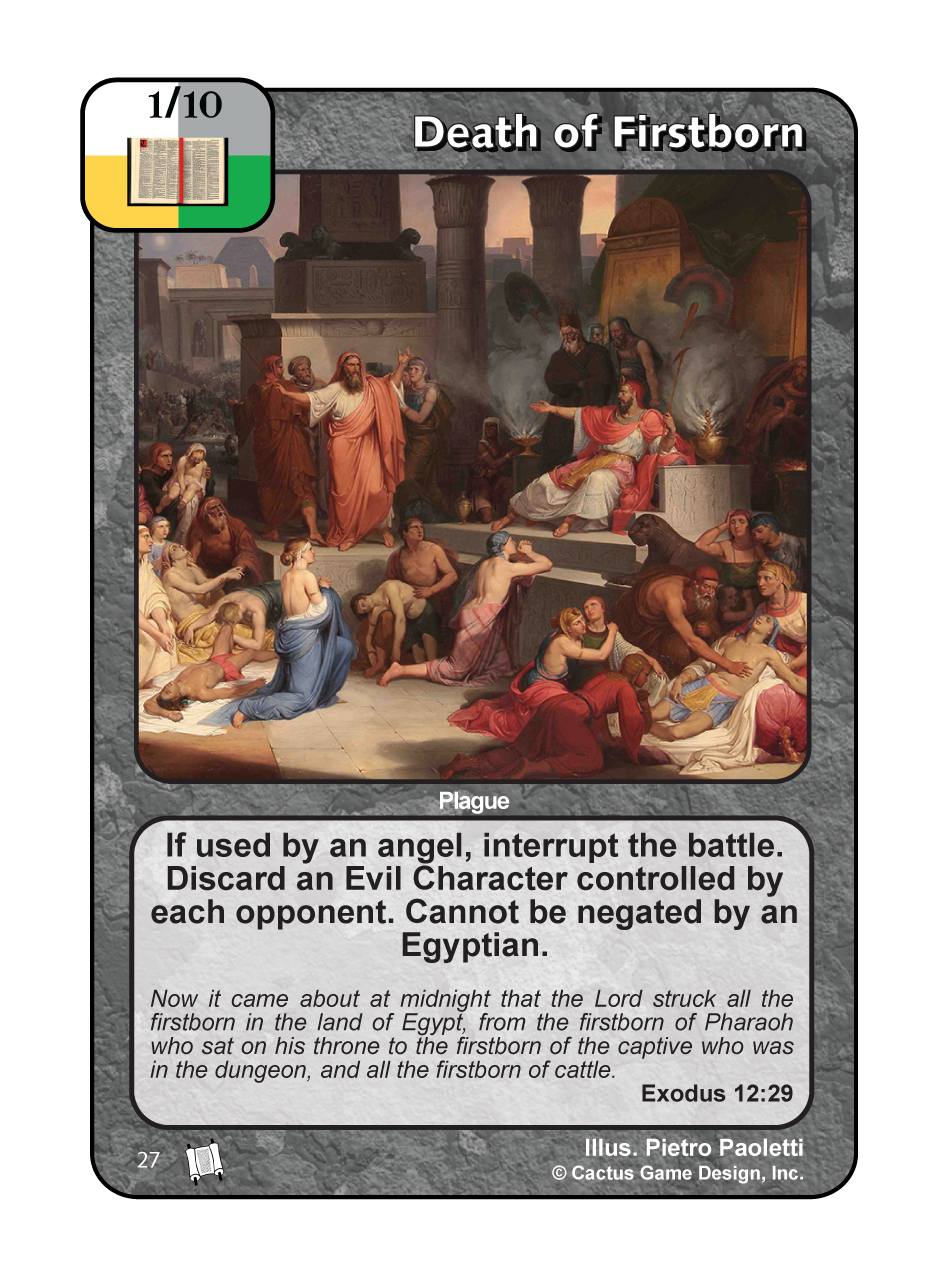 1/10
Death of Firstborn
Plague
If used by an angel, interrupt the battle.
Discard an Evil Character controlled by
each opponent. Cannot be negated by an
Egyptian.
Now it came about at midnight that the Lord struck all the
firstborn in the land of Egypt, from the firstborn of Pharaoh
who sat on his throne to the firstborn of the captive who was
in the dungeon, and all the firstborn of cattle.
Exodus 12:29
27
Illus. Pietro Paoletti
© Cactus Game Design, Inc.